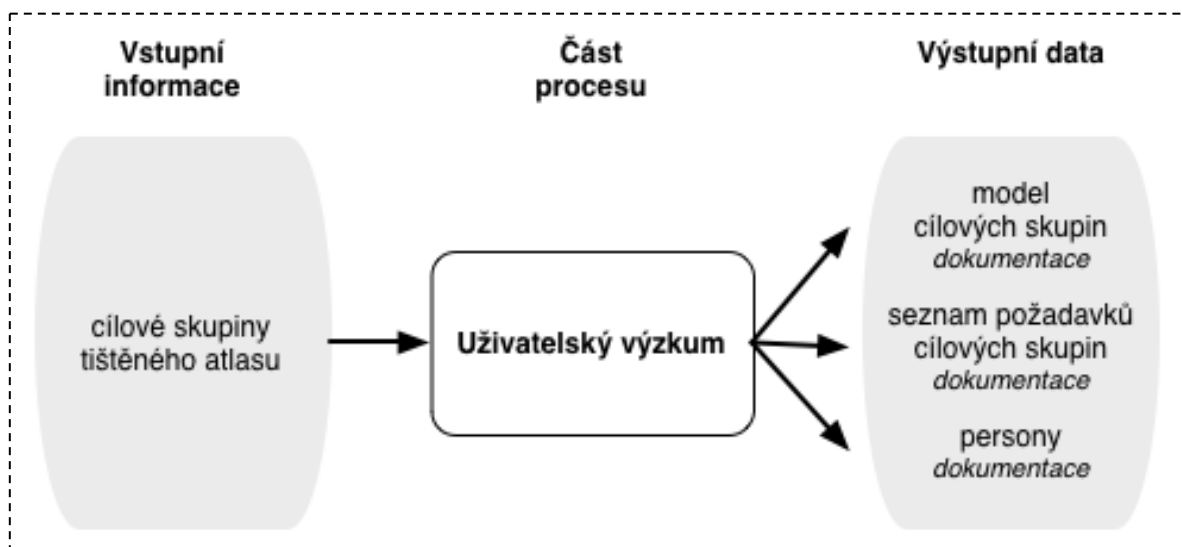 Vstupní
informace
Část
procesu
Výstupní data
cílové skupiny
tištěného atlasu
Uživatelský výzkum
model
cílových skupin
dokumentace
seznam požadavků
cílových skupin
dokumentace
persony
dokumentace